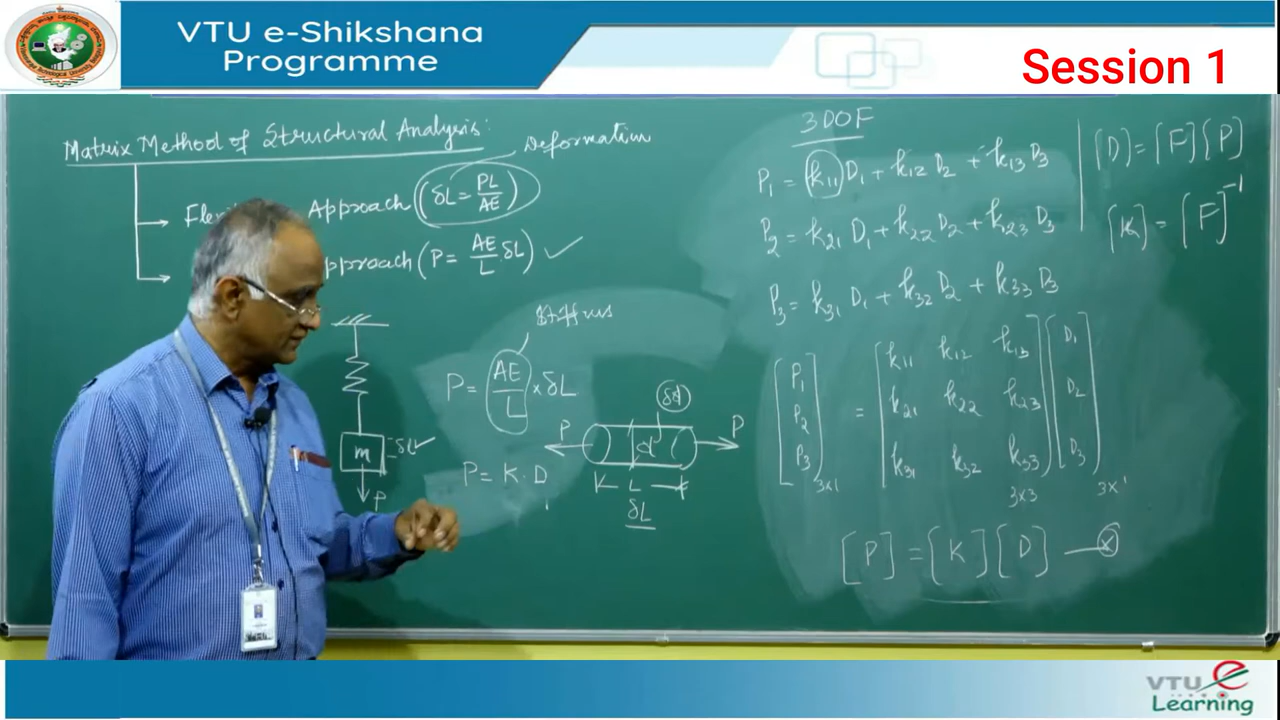 VTU e-Shikshana
Programme
Session 1
Matrix Method of Structural Analysis:
Deformation
Approach (δL = PL/AE)
Approach (P = AE/L δL) ✓
m
δL ✓
P
Stiffness
P = AE/L × δL
P = K · D
P
P
δd
d
L
δL
3DOF
P₁ = k₁₁ D₁ + k₁₂ D₂ + k₁₃ D₃
P₂ = k₂₁ D₁ + k₂₂ D₂ + k₂₃ D₃
P₃ = k₃₁ D₁ + k₃₂ D₂ + k₃₃ D₃
[P₁ P₂ P₃] 3x1 = [k₁₁ k₁₂ k₁₃
k₂₁ k₂₂ k₂₃
k₃₁ k₃₂ k₃₃] 3x3 [D₁ D₂ D₃] 3x1
[P] = [K] [D] — ⓧ
[D] = [F] [P]
[K] = [F]⁻¹
VTU e
Learning